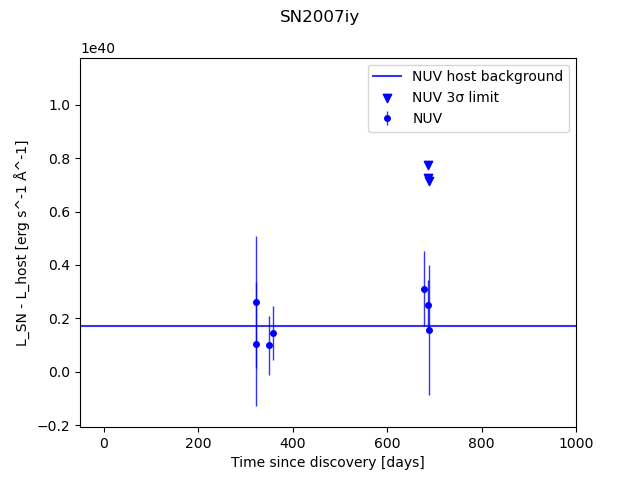 SN2007iy
1e40
NUV host background
NUV 3σ limit
NUV
1.0
0.8
0.6
0.4
0.2
0.0
−0.2
L_SN - L_host [erg s^-1 Å^-1]
0 200 400 600 800 1000
Time since discovery [days]